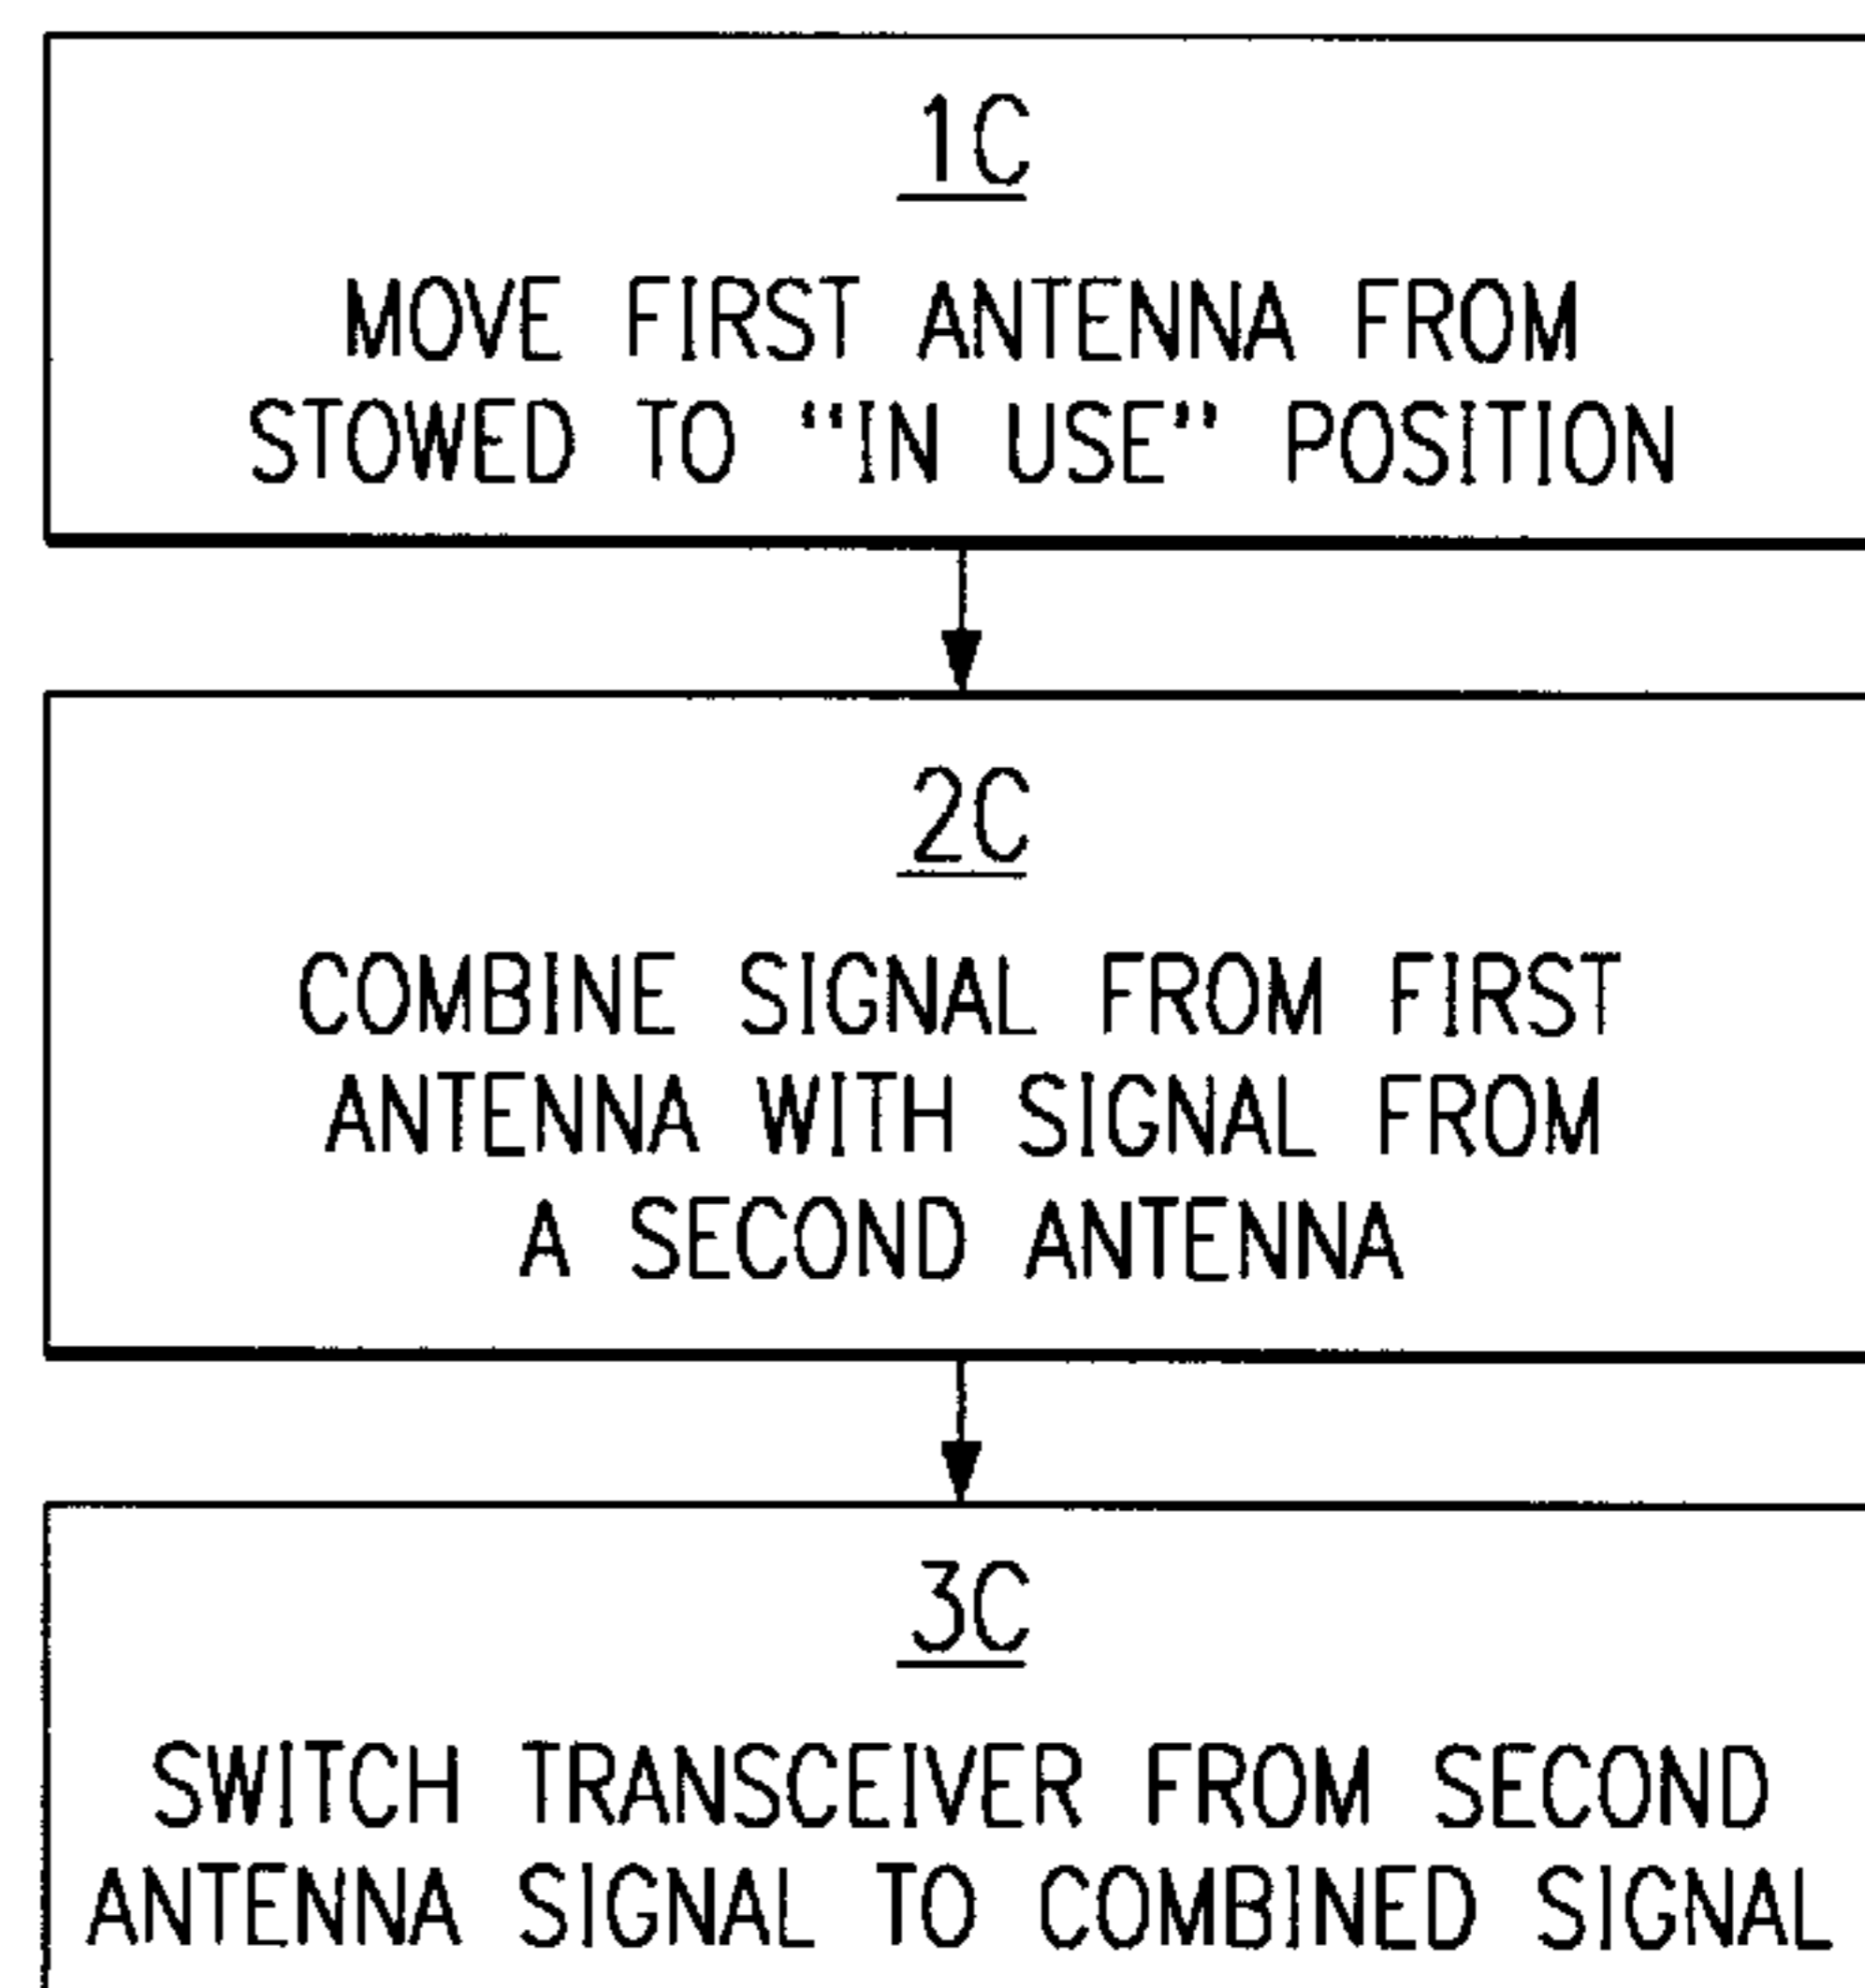 1C
MOVE FIRST ANTENNA FROM
STOWED TO “IN USE” POSITION
2C
COMBINE SIGNAL FROM FIRST
ANTENNA WITH SIGNAL FROM
A SECOND ANTENNA
3C
SWITCH TRANSCEIVER FROM SECOND
ANTENNA SIGNAL TO COMBINED SIGNAL